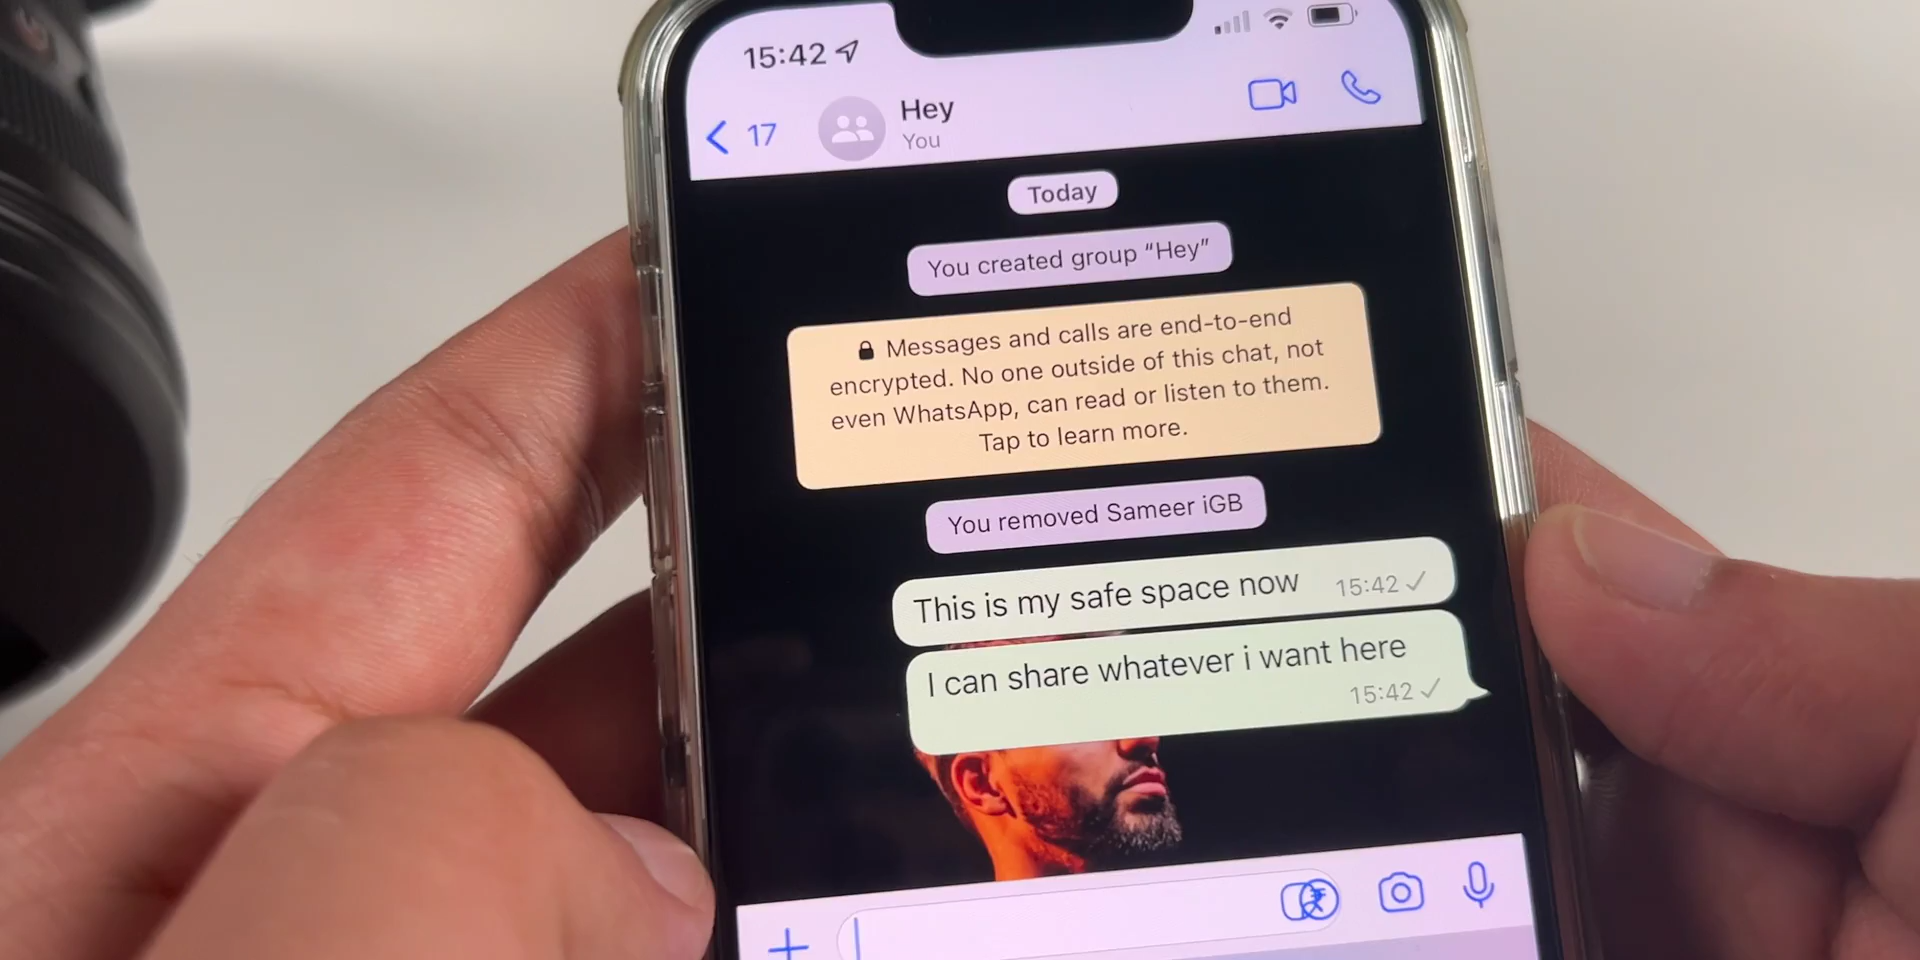 15:42
17
Hey
You
Today
You created group “Hey”
Messages and calls are end-to-end
encrypted. No one outside of this chat, not
even WhatsApp, can read or listen to them.
Tap to learn more.
You removed Sameer iGB
This is my safe space now 15:42
I can share whatever i want here
15:42
₹